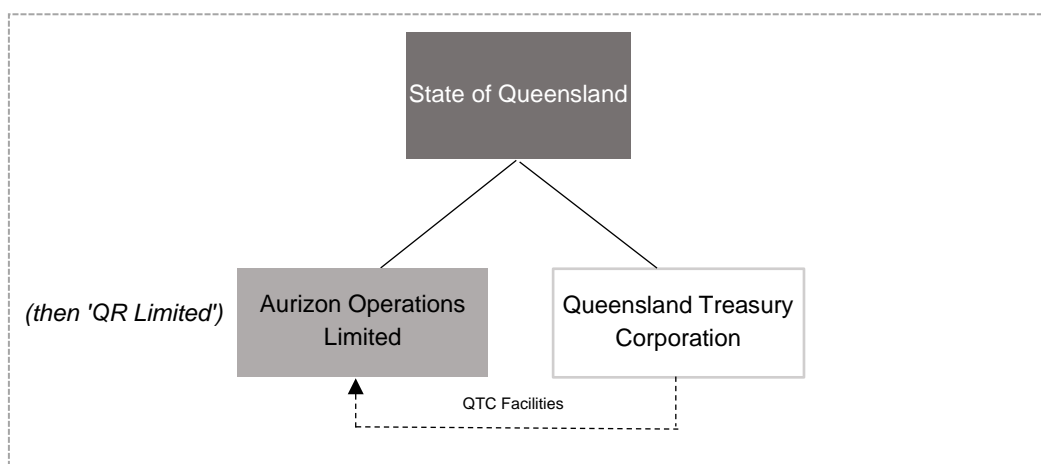 State of Queensland
(then 'QR Limited')
Aurizon Operations
Limited
Queensland Treasury
Corporation
QTC Facilities